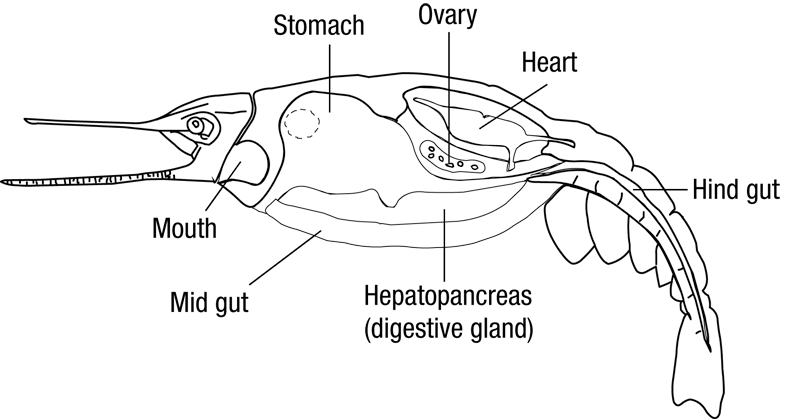 Ovary
Stomach
Heart
Hind gut
Mouth
Mid gut
Hepatopancreas
(digestive gland)